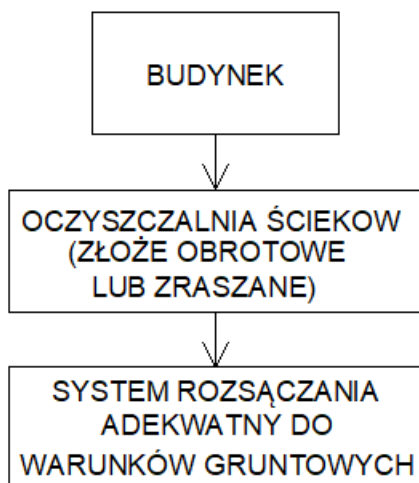 BUDYNEK
OCZYSZCZALNIA ŚCIEKOW
(ZŁOŻE OBROTOWE
LUB ZRASZANE)
SYSTEM ROZSĄCZANIA
ADEKWATNY DO
WARUNKÓW GRUNTOWYCH